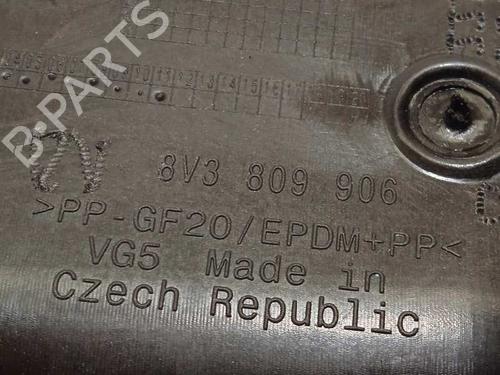 B-PARTS
8V3 809 906
>PP-GF20/EPDM+PP<
VG5 Made in
Czech Republic